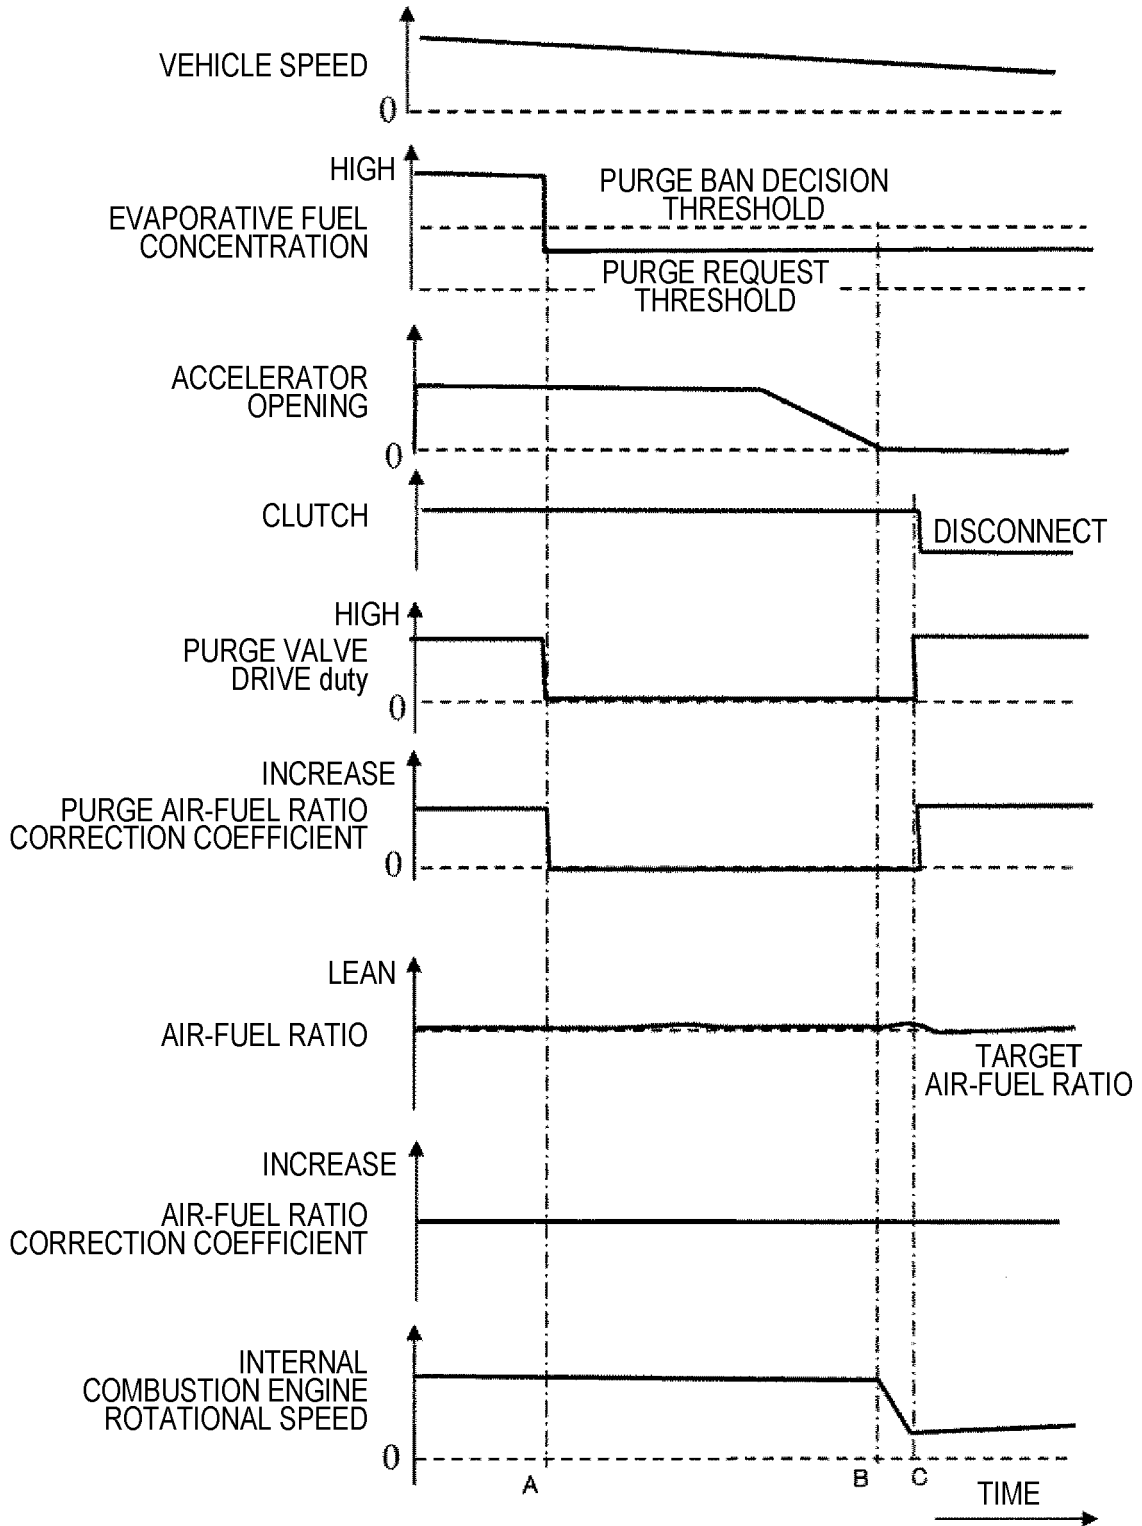 VEHICLE SPEED
0
HIGH
PURGE BAN DECISION
THRESHOLD
EVAPORATIVE FUEL
CONCENTRATION
PURGE REQUEST
THRESHOLD
ACCELERATOR
OPENING
0
CLUTCH
DISCONNECT
HIGH
PURGE VALVE
DRIVE duty
0
INCREASE
PURGE AIR-FUEL RATIO
CORRECTION COEFFICIENT
0
LEAN
AIR-FUEL RATIO
TARGET
AIR-FUEL RATIO
INCREASE
AIR-FUEL RATIO
CORRECTION COEFFICIENT
INTERNAL
COMBUSTION ENGINE
ROTATIONAL SPEED
0
A B C
TIME